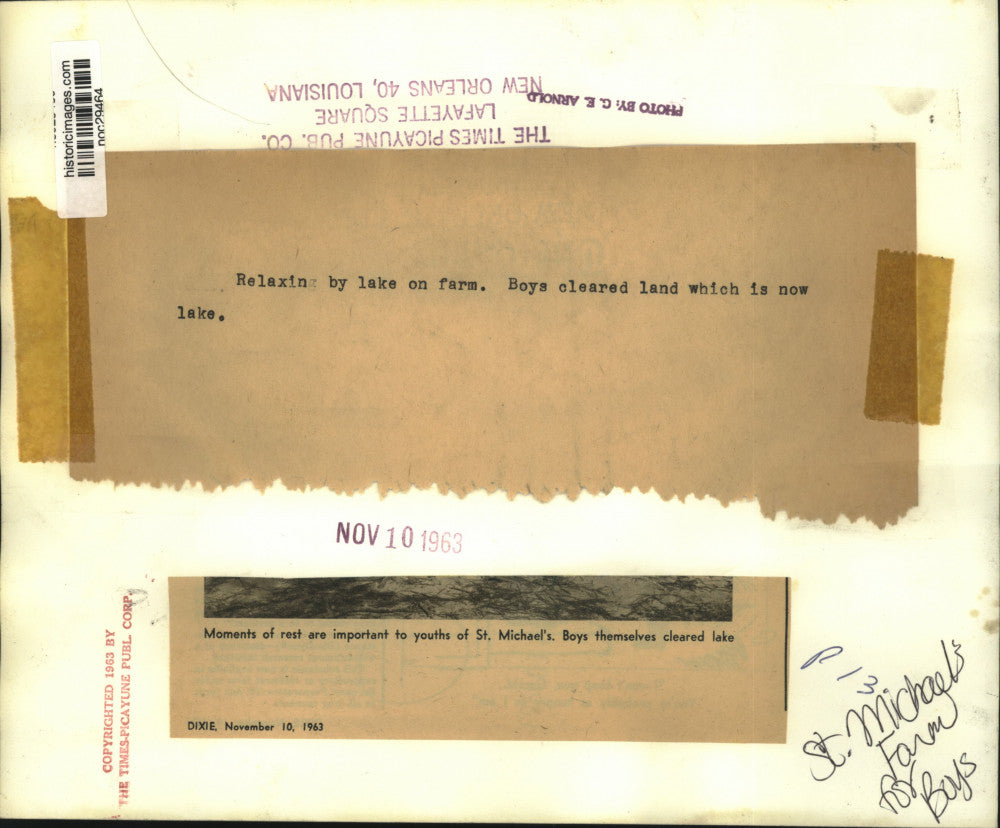 historicimages.com
noc29464
PHOTO BY: G. E. ARNOLD
THE TIMES PICAYUNE PUB. CO.
LAFAYETTE SQUARE
NEW ORLEANS 40, LOUISIANA
Relaxing by lake on farm. Boys cleared land which is now
lake.
NOV 10 1963
COPYRIGHTED 1963 BY
THE TIMES-PICAYUNE PUBL. CORP.
Moments of rest are important to youths of St. Michael's. Boys themselves cleared lake
DIXIE, November 10, 1963
St. Michael's
Farm
for
Boys